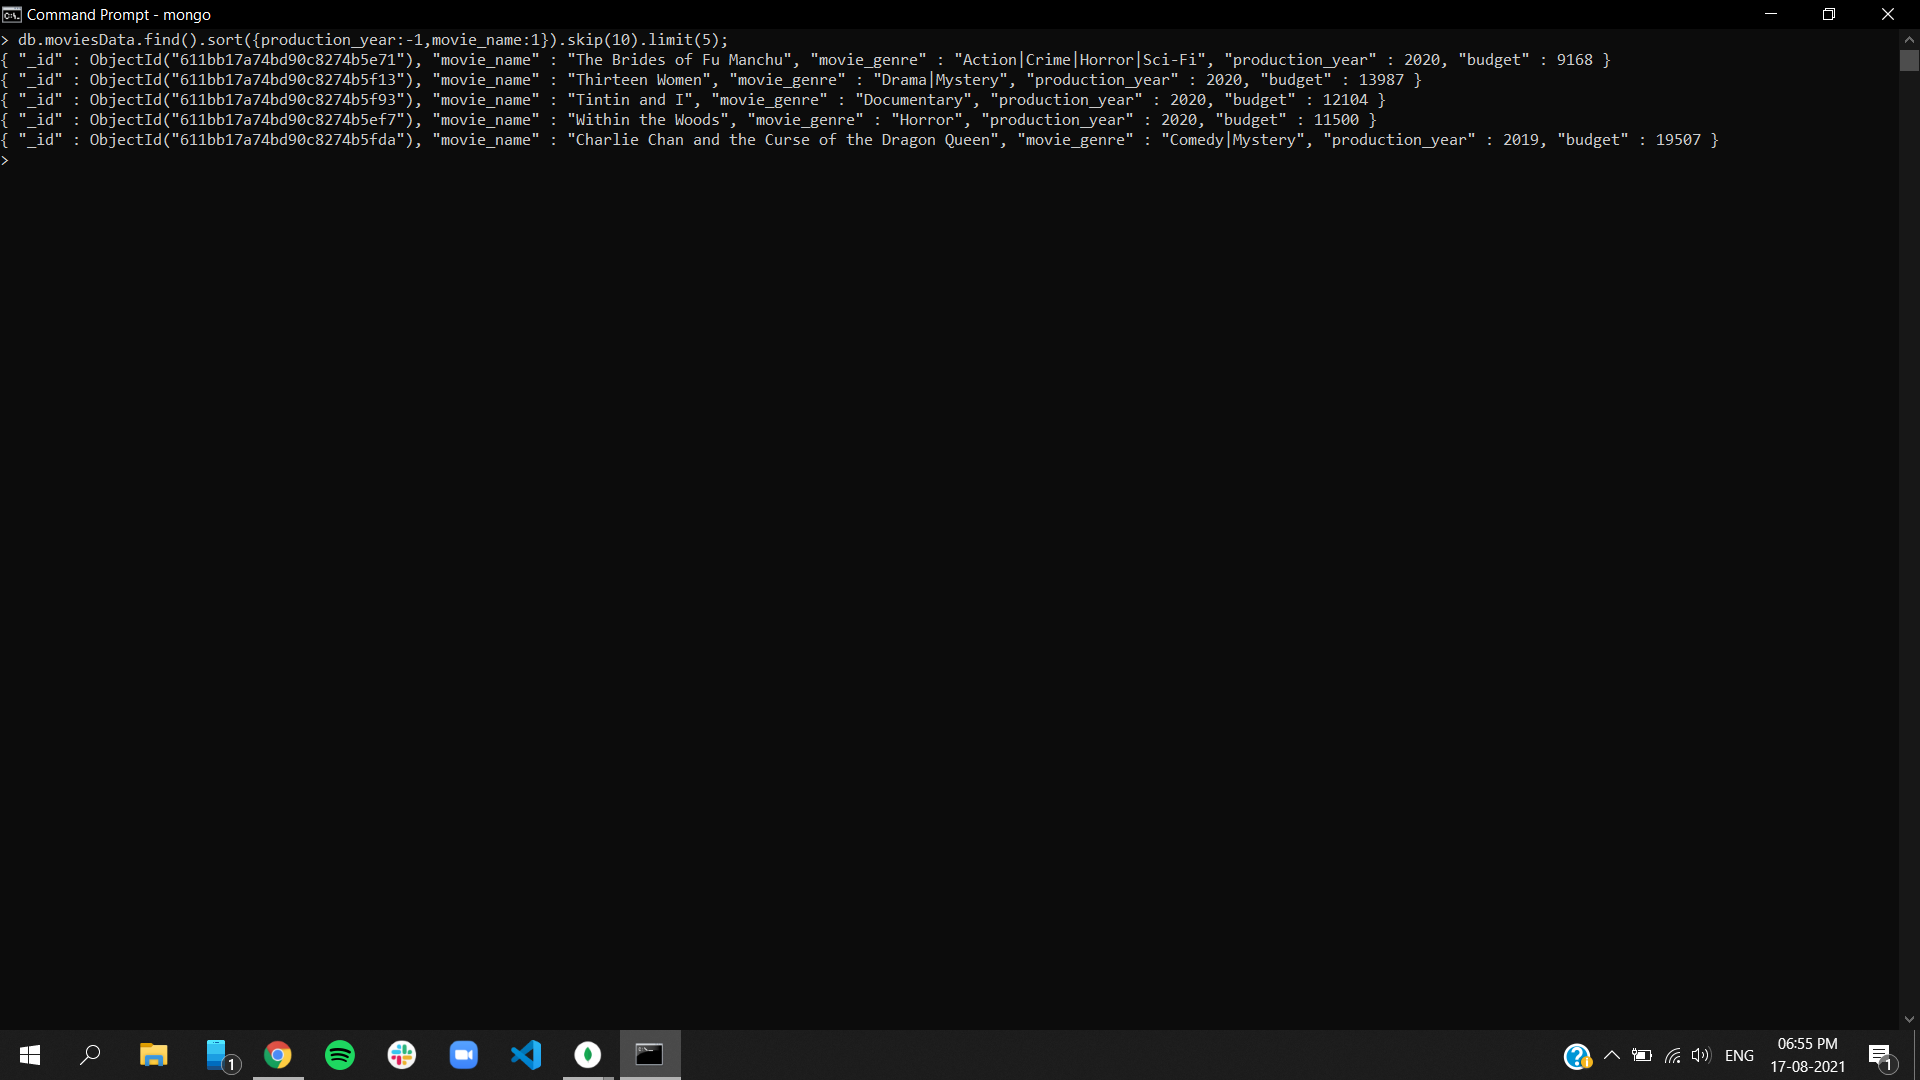 Command Prompt - mongo
> db.moviesData.find().sort({production_year:-1,movie_name:1}).skip(10).limit(5);
{ "_id" : ObjectId("611bb17a74bd90c8274b5e71"), "movie_name" : "The Brides of Fu Manchu", "movie_genre" : "Action|Crime|Horror|Sci-Fi", "production_year" : 2020, "budget" : 9168 }
{ "_id" : ObjectId("611bb17a74bd90c8274b5f13"), "movie_name" : "Thirteen Women", "movie_genre" : "Drama|Mystery", "production_year" : 2020, "budget" : 13987 }
{ "_id" : ObjectId("611bb17a74bd90c8274b5f93"), "movie_name" : "Tintin and I", "movie_genre" : "Documentary", "production_year" : 2020, "budget" : 12104 }
{ "_id" : ObjectId("611bb17a74bd90c8274b5ef7"), "movie_name" : "Within the Woods", "movie_genre" : "Horror", "production_year" : 2020, "budget" : 11500 }
{ "_id" : ObjectId("611bb17a74bd90c8274b5fda"), "movie_name" : "Charlie Chan and the Curse of the Dragon Queen", "movie_genre" : "Comedy|Mystery", "production_year" : 2019, "budget" : 19507 }
>
1
ENG
06:55 PM
17-08-2021
1